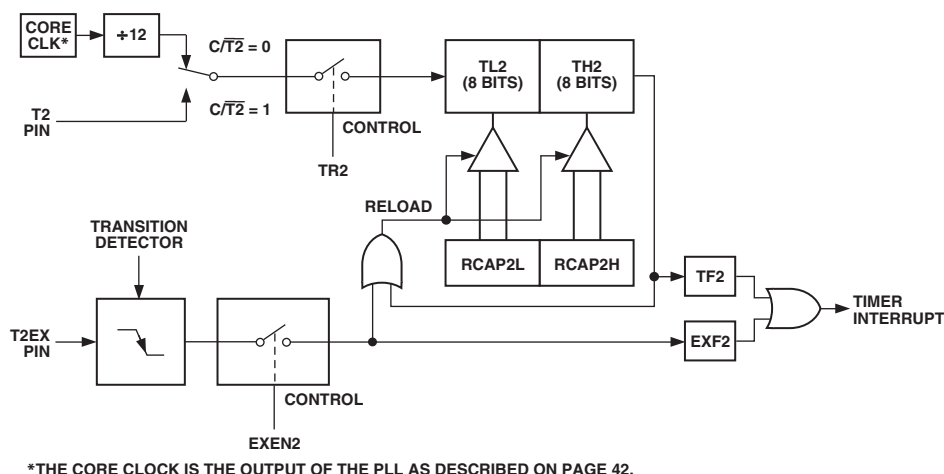 CORE
CLK*
÷12
C/T2̅ = 0
C/T2̅ = 1
T2
PIN
CONTROL
TR2
TL2
(8 BITS)
TH2
(8 BITS)
RELOAD
TRANSITION
DETECTOR
RCAP2L
RCAP2H
TF2
TIMER
INTERRUPT
T2EX
PIN
EXF2
CONTROL
EXEN2
*THE CORE CLOCK IS THE OUTPUT OF THE PLL AS DESCRIBED ON PAGE 42.